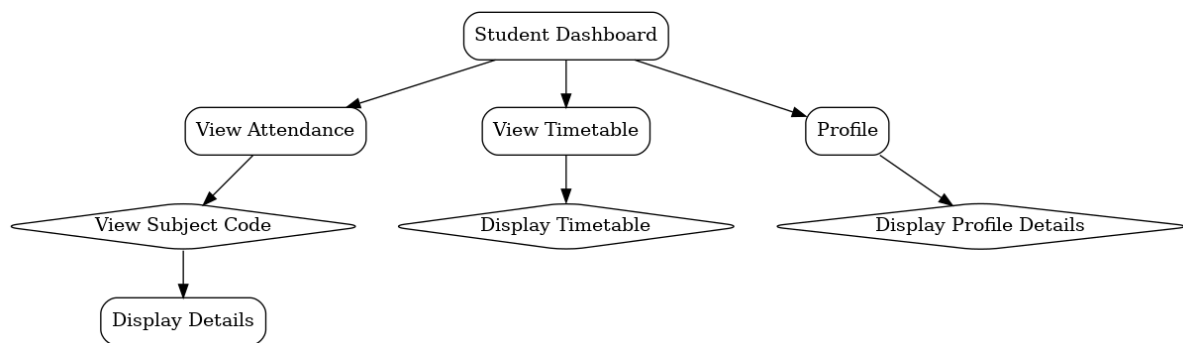 Student Dashboard
View Attendance
View Timetable
Profile
View Subject Code
Display Timetable
Display Profile Details
Display Details